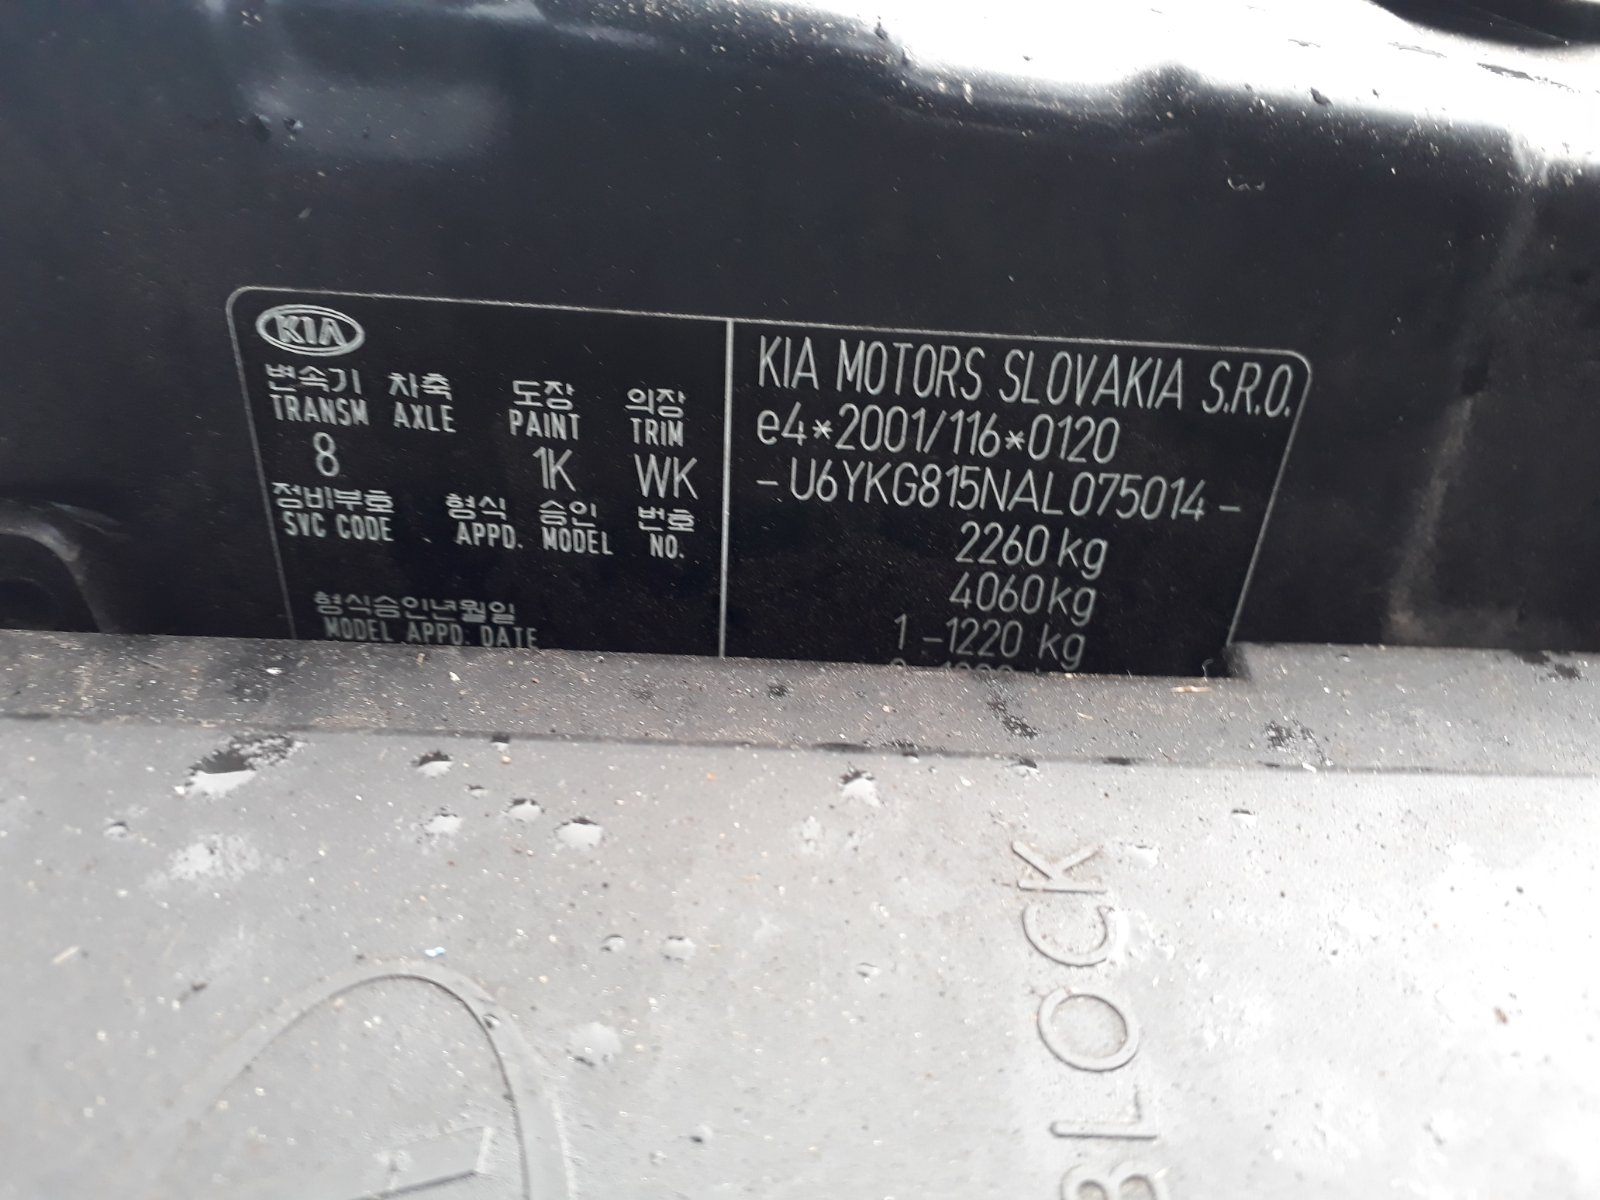 KIA
변속기 차축 도장 의장
TRANSM AXLE PAINT TRIM
8 1K WK
정비부호 형식 승인 번호
SVC CODE APPD. MODEL NO.
형식승인년월일
MODEL APPD. DATE
KIA MOTORS SLOVAKIA S.R.O.
e4*2001/116*0120
-U6YKG815NAL075014-
2260 kg
4060 kg
1 -1220 kg
BLOCK